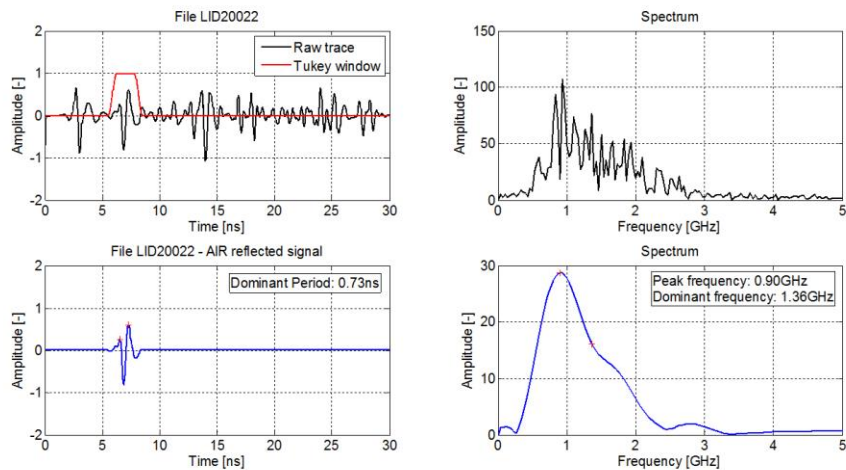 File LID20022
Amplitude [-]
2
1
0
-1
-2
Raw trace
Tukey window
0 5 10 15 20 25 30
Time [ns]
Spectrum
Amplitude [-]
150
100
50
0
0 1 2 3 4 5
Frequency [GHz]
File LID20022 - AIR reflected signal
Amplitude [-]
2
1
0
-1
-2
Dominant Period: 0.73ns
0 5 10 15 20 25 30
Time [ns]
Spectrum
Amplitude [-]
30
20
10
0
Peak frequency: 0.90GHz
Dominant frequency: 1.36GHz
0 1 2 3 4 5
Frequency [GHz]